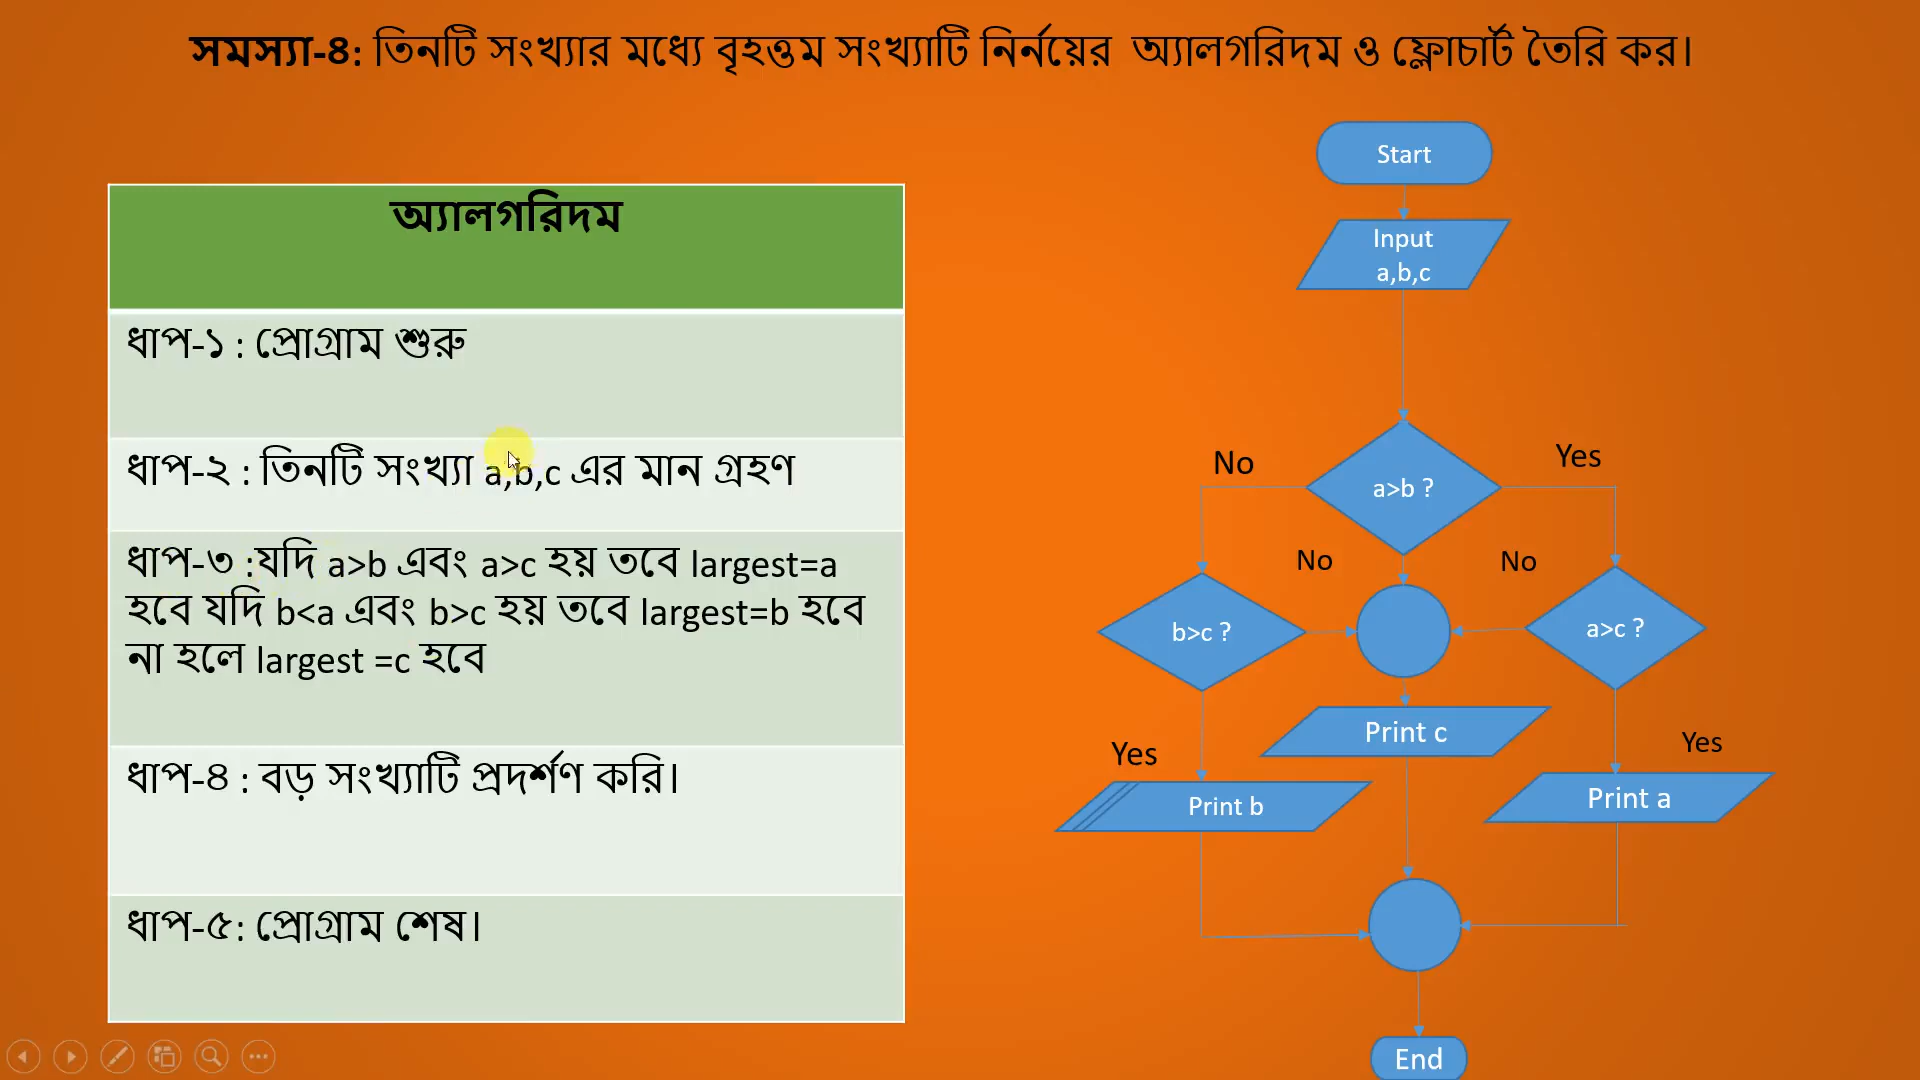 সমস্যা-৪: তিনটি সংখ্যার মধ্যে বৃহত্তম সংখ্যাটি নির্নয়ের অ্যালগরিদম ও ফ্লোচার্ট তৈরি কর।
অ্যালগরিদম
ধাপ-১ : প্রোগ্রাম শুরু
ধাপ-২ : তিনটি সংখ্যা a,b,c এর মান গ্রহণ
ধাপ-৩ :যদি a>b এবং a>c হয় তবে largest=a
হবে যদি b<a এবং b>c হয় তবে largest=b হবে
না হলে largest =c হবে
ধাপ-৪ : বড় সংখ্যাটি প্রদর্শণ করি।
ধাপ-৫: প্রোগ্রাম শেষ।
Start
Input
a,b,c
No
a>b ?
Yes
No
No
b>c ?
a>c ?
Print c
Yes
Yes
Print b
Print a
End